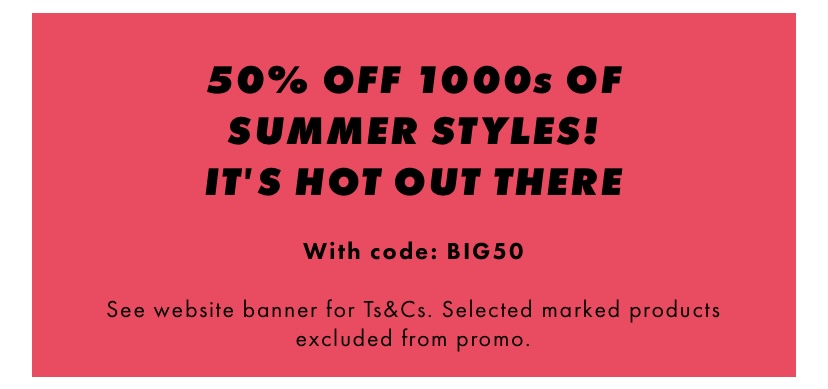 50% OFF 1000s OF
SUMMER STYLES!
IT'S HOT OUT THERE
With code: BIG50
See website banner for Ts&Cs. Selected marked products
excluded from promo.